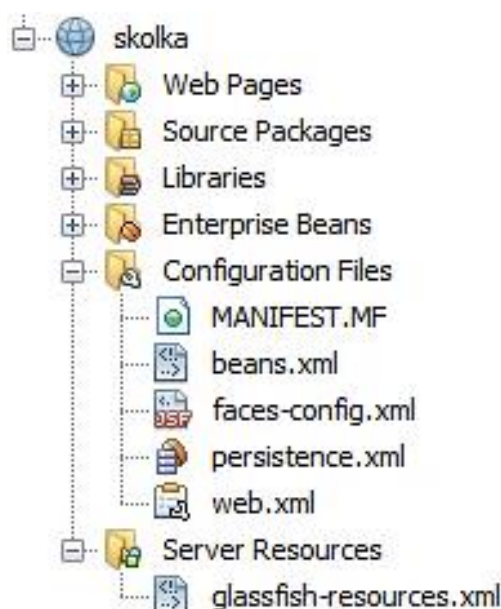 skolka
Web Pages
Source Packages
Libraries
Enterprise Beans
Configuration Files
MANIFEST.MF
beans.xml
faces-config.xml
persistence.xml
web.xml
Server Resources
glassfish-resources.xml